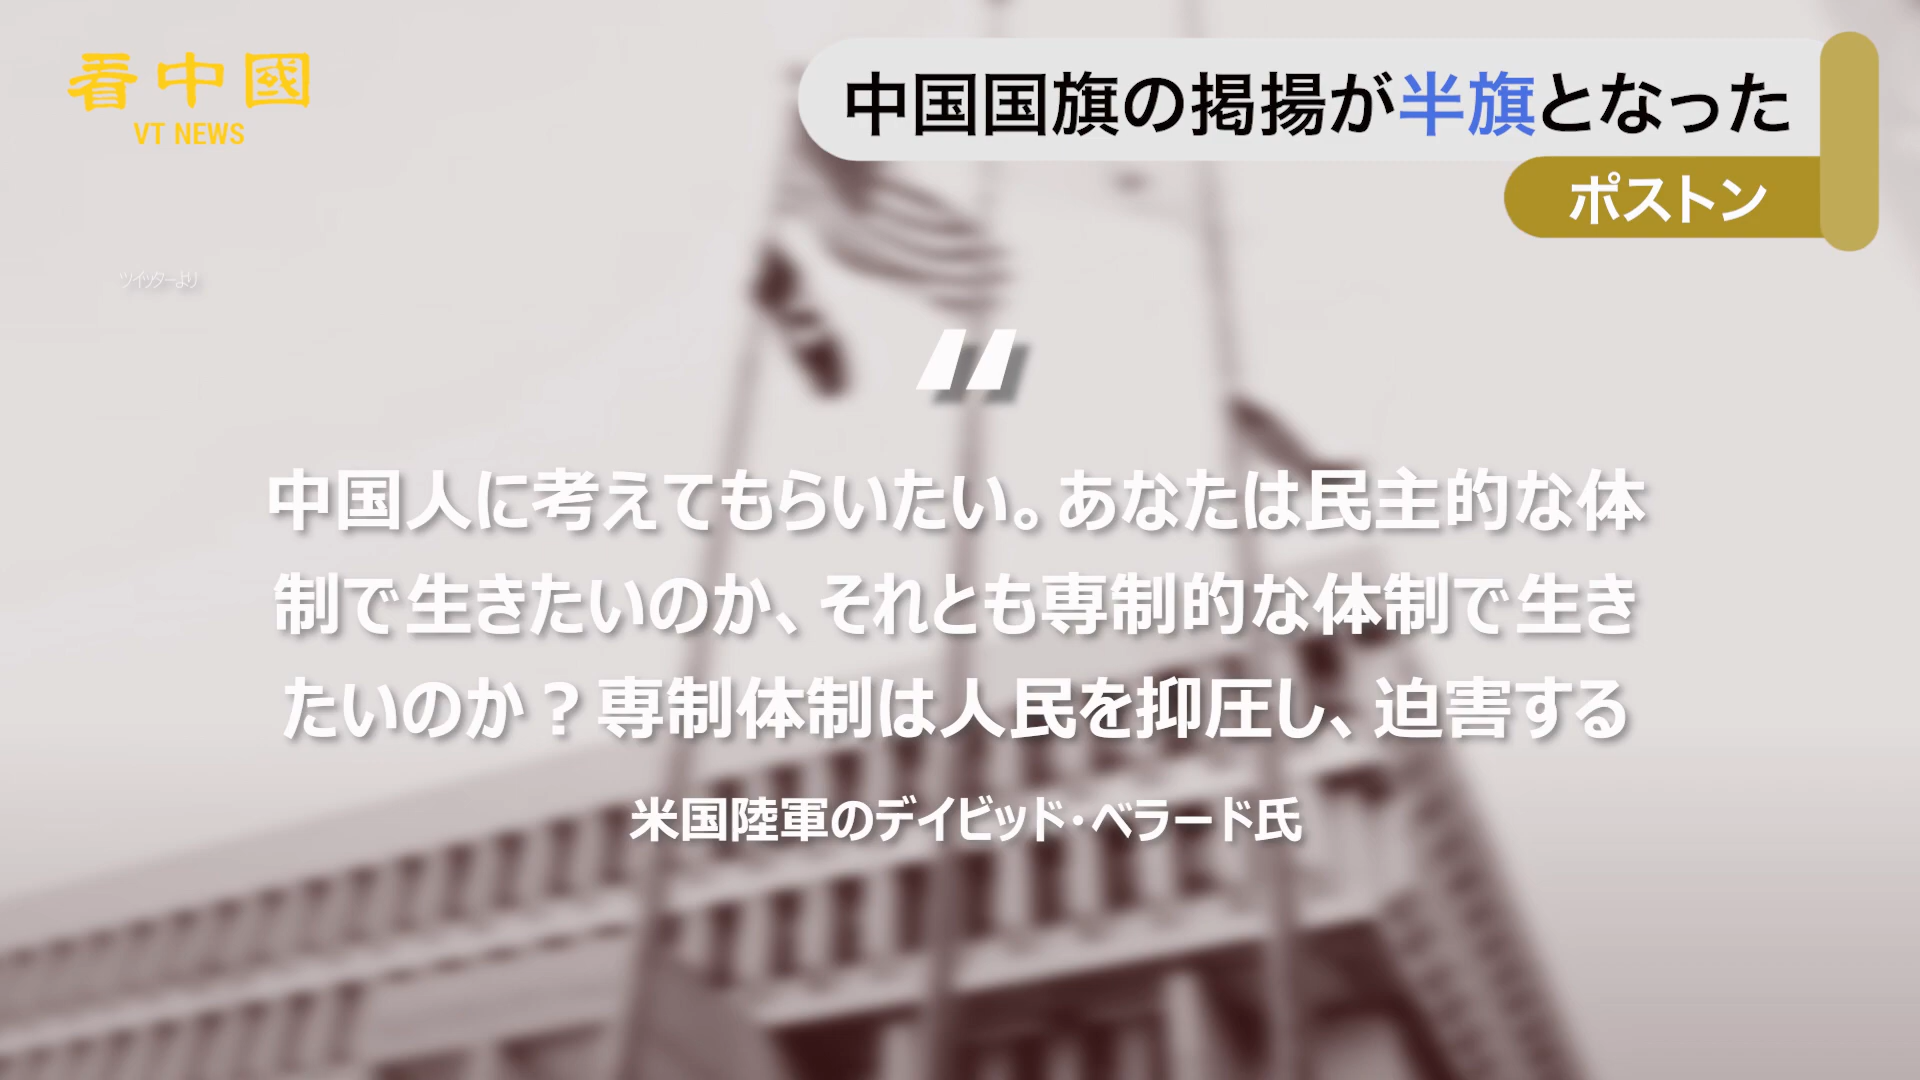 看中國
VT NEWS
中国国旗の掲揚が半旗となった
ポストン
ツイッターより
“
中国人に考えてもらいたい。あなたは民主的な体
制で生きたいのか、それとも専制的な体制で生き
たいのか？専制体制は人民を抑圧し、迫害する
米国陸軍のデイビッド・ベラード氏